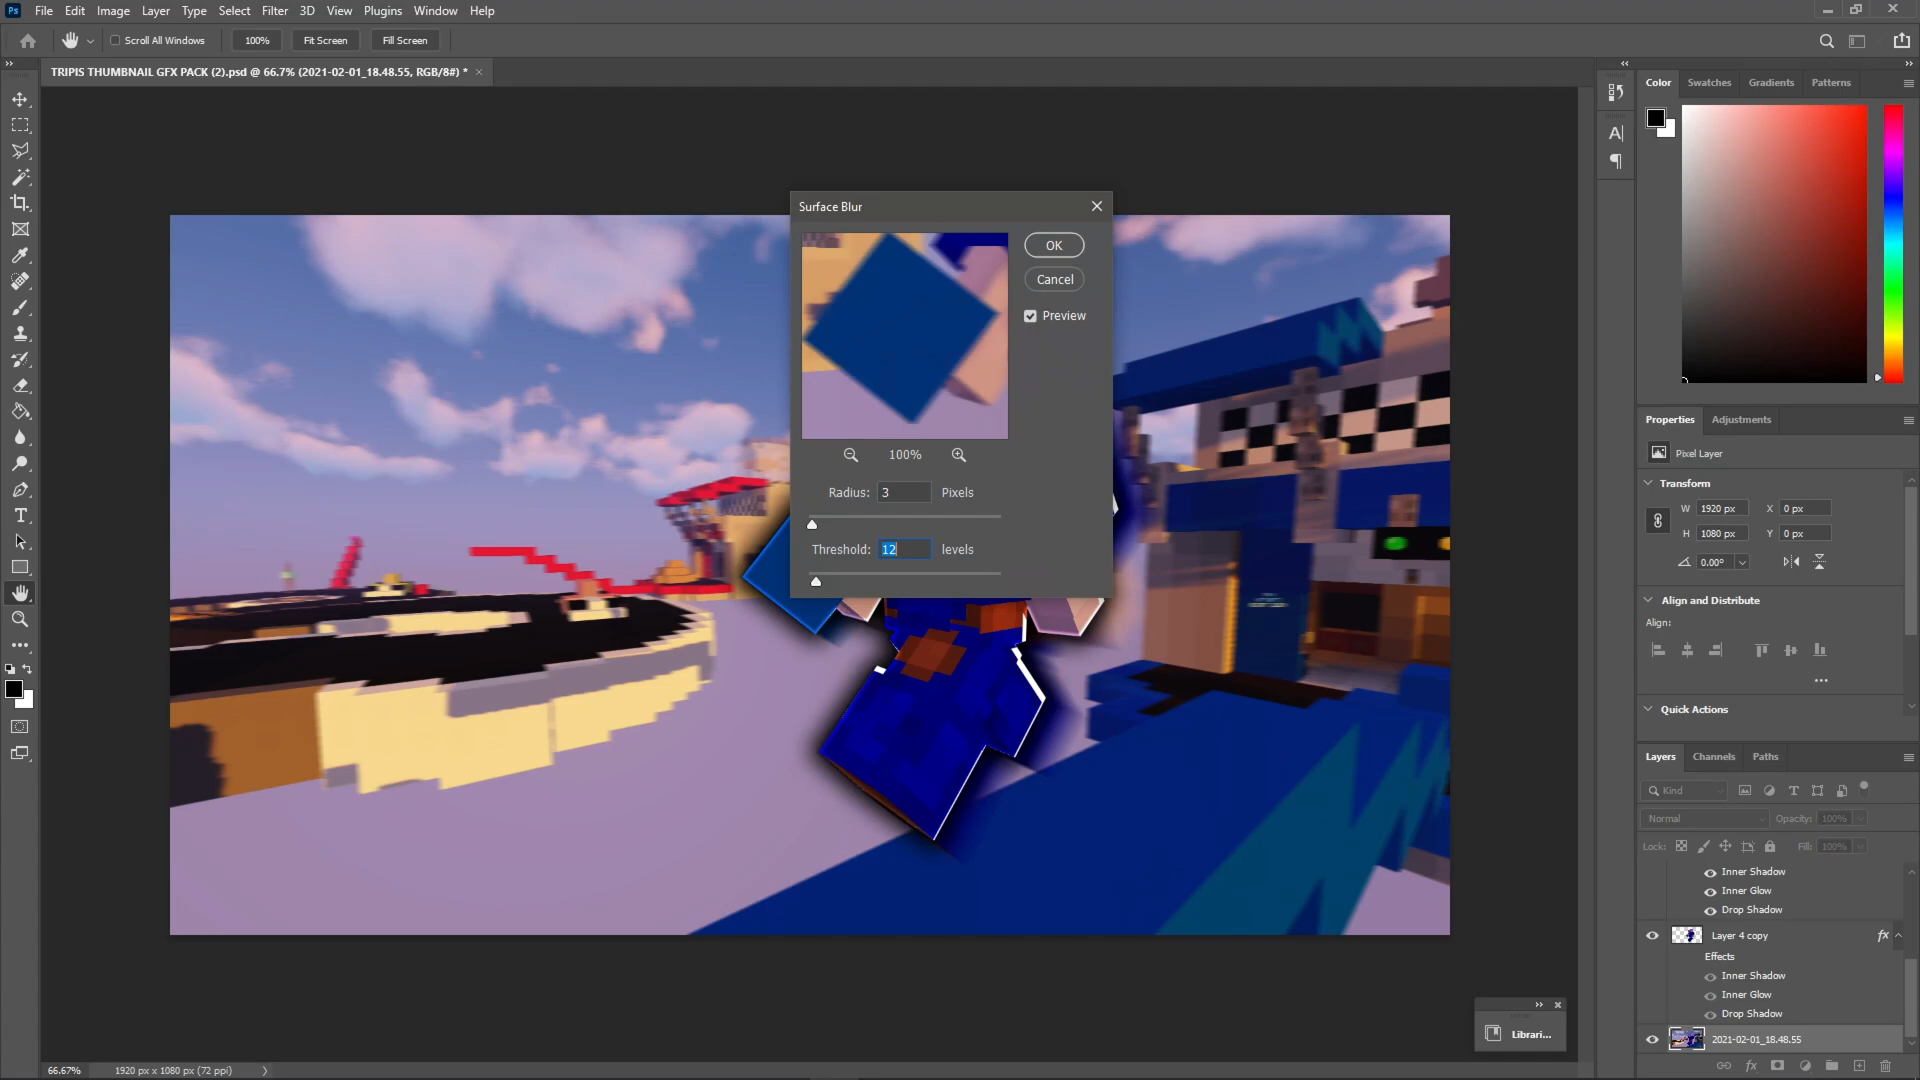 Ps File Edit Image Layer Type Select Filter 3D View Plugins Window Help
Scroll All Windows 100% Fit Screen Fill Screen
TRIPIS THUMBNAIL GFX PACK (2).psd @ 66.7% (2021-02-01_18.48.55, RGB/8#) *
Surface Blur
OK
Cancel
Preview
100%
Radius: 3 Pixels
Threshold: 12 levels
Color Swatches Gradients Patterns
Properties Adjustments
Pixel Layer
Transform
W 1920 px X 0 px
H 1080 px Y 0 px
0.00°
Align and Distribute
Align:
Quick Actions
Layers Channels Paths
Kind
Normal Opacity: 100%
Lock: Fill: 100%
Inner Shadow
Inner Glow
Drop Shadow
Layer 4 copy fx
Effects
Inner Shadow
Inner Glow
Drop Shadow
2021-02-01_18.48.55
Librari...
66.67% 1920 px x 1080 px (72 ppi)